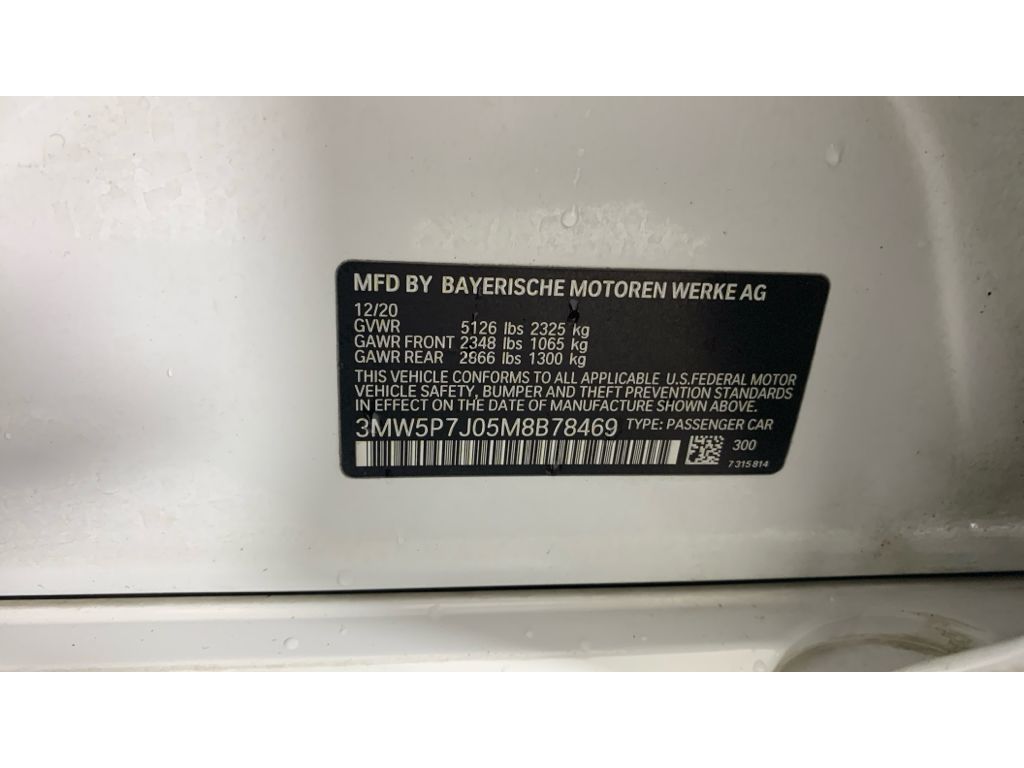 MFD BY BAYERISCHE MOTOREN WERKE AG
12/20
GVWR 5126 lbs 2325 kg
GAWR FRONT 2348 lbs 1065 kg
GAWR REAR 2866 lbs 1300 kg
THIS VEHICLE CONFORMS TO ALL APPLICABLE U.S.FEDERAL MOTOR
VEHICLE SAFETY, BUMPER AND THEFT PREVENTION STANDARDS
IN EFFECT ON THE DATE OF MANUFACTURE SHOWN ABOVE.
3MW5P7J05M8B78469 TYPE: PASSENGER CAR
300
7315814